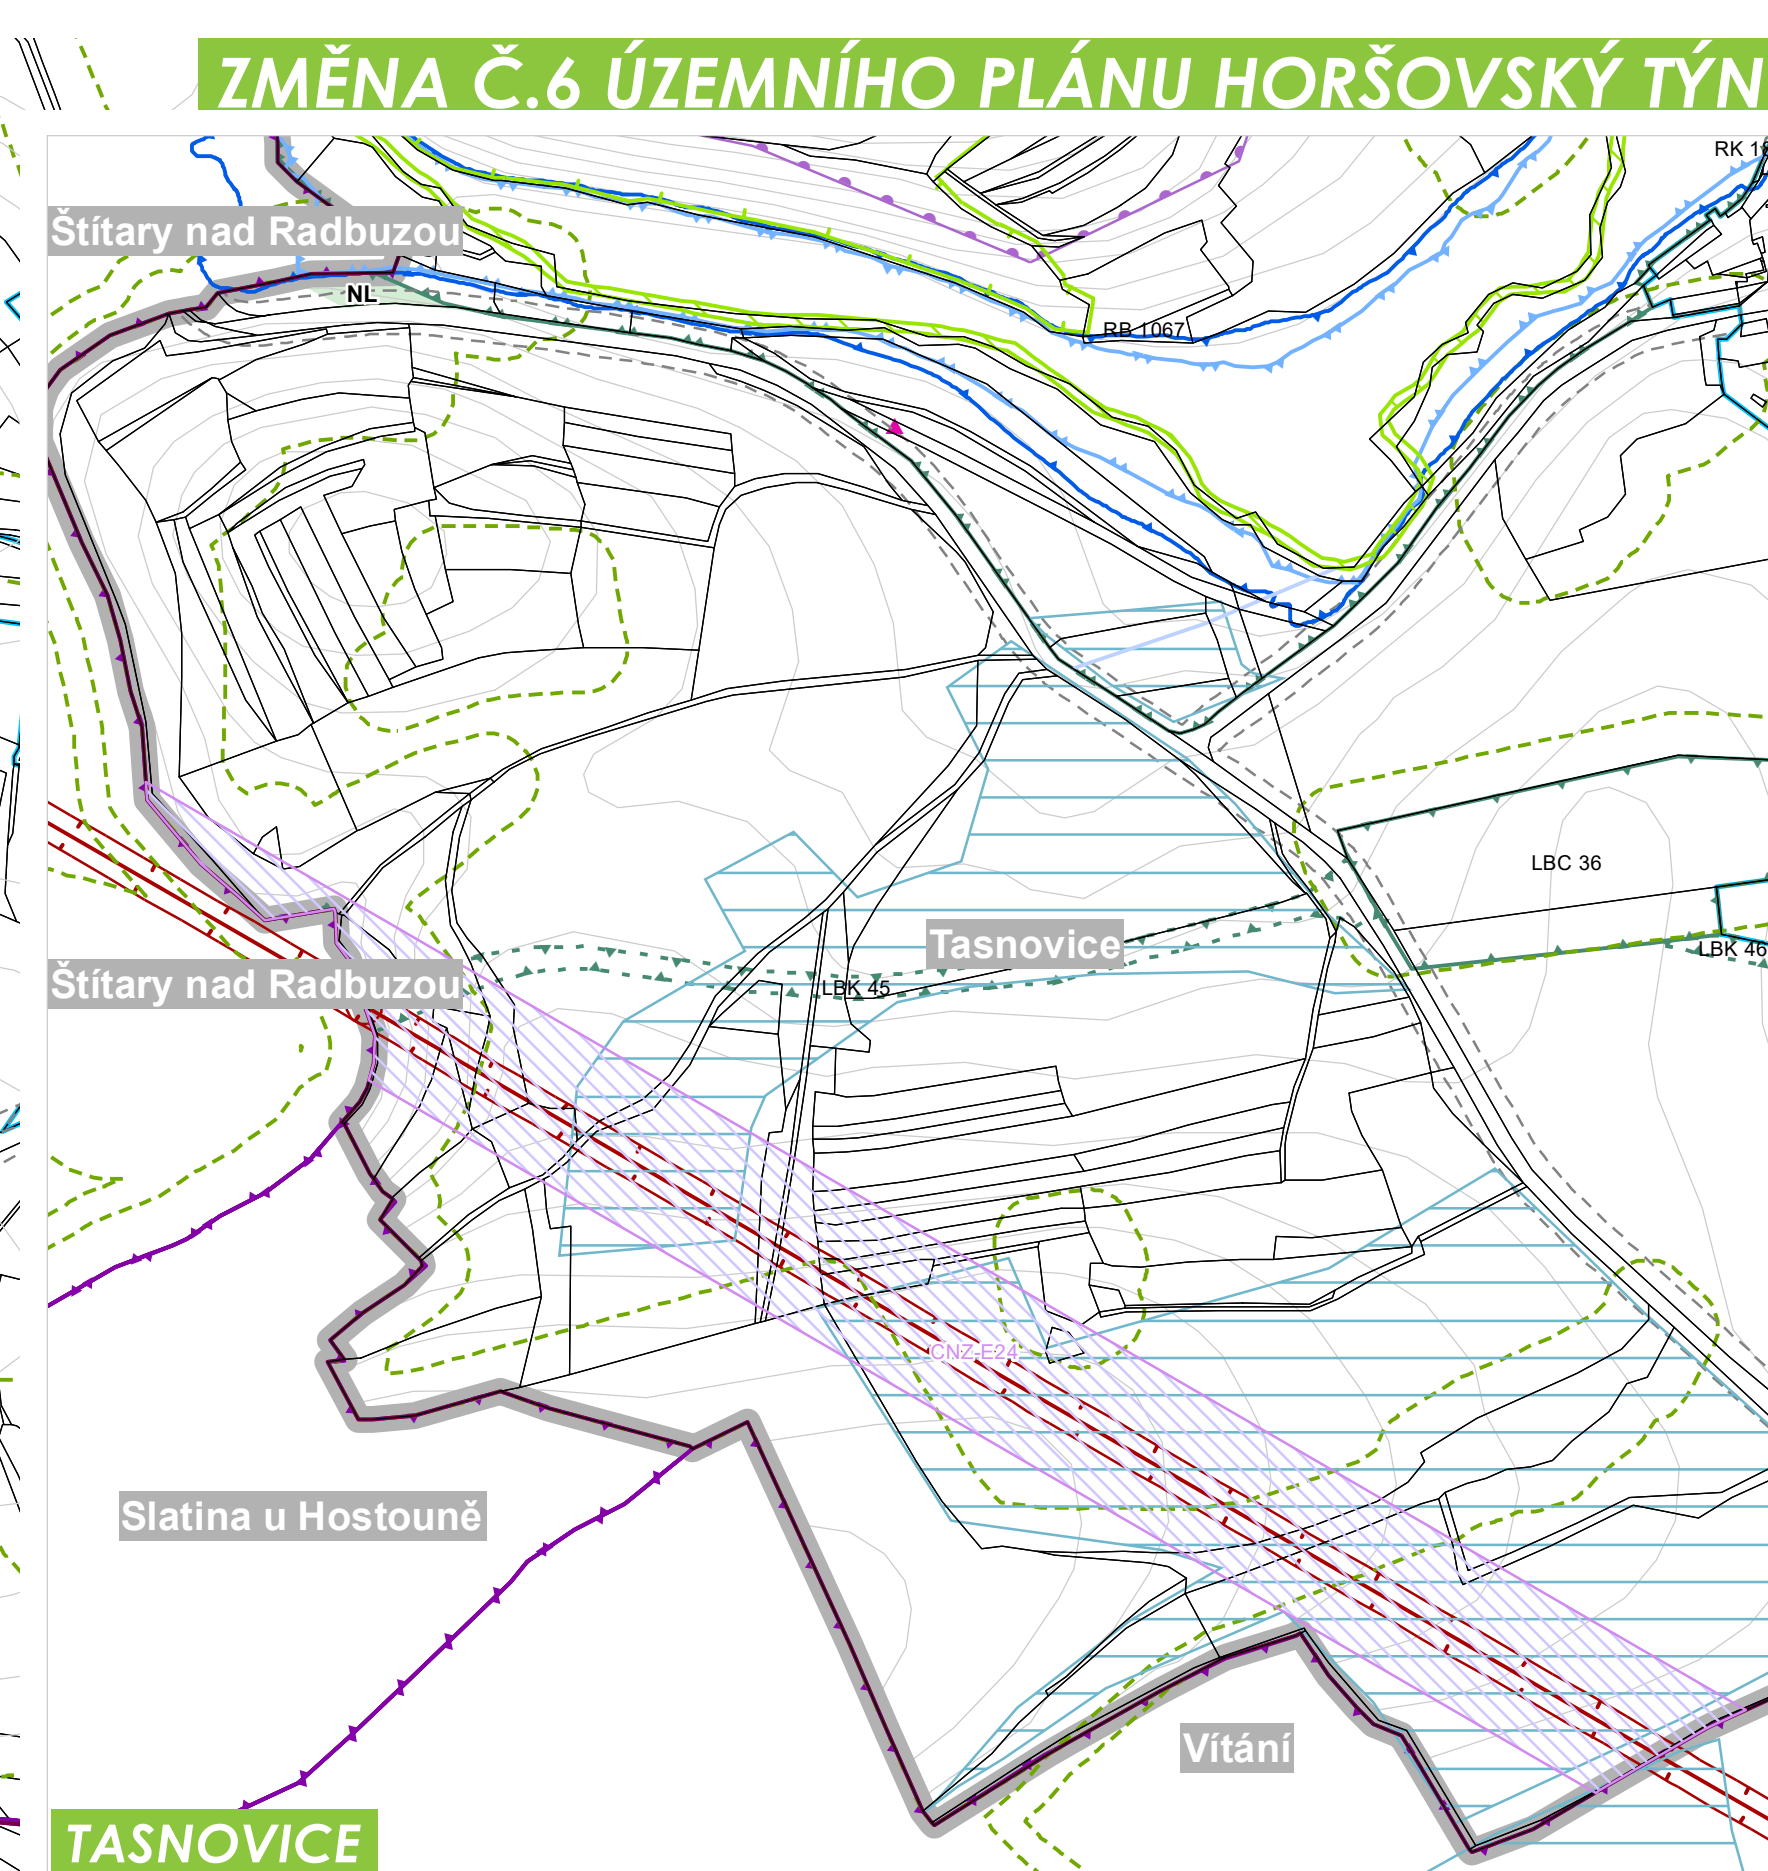 ZMĚNA Č.6 ÚZEMNÍHO PLÁNU HORŠOVSKÝ TÝN
RK
Štítary nad Radbuzou
NL
RB 1067
LBC 36
Tasnovice
LBK 46
Štítary nad Radbuzou
LBK 45
CNZ-E24
Slatina u Hostouně
Vítání
TASNOVICE